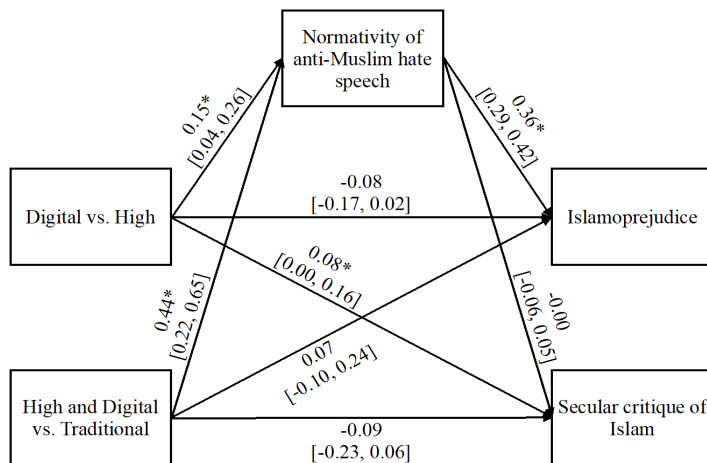 Normativity of
anti-Muslim hate
speech
0.15*
[0.04, 0.26]
0.36*
[0.29, 0.42]
Digital vs. High
-0.08
[-0.17, 0.02]
Islamoprejudice
0.08*
[0.00, 0.16]
0.44*
[0.22, 0.65]
-0.00
[-0.06, 0.05]
0.07
[-0.10, 0.24]
High and Digital
vs. Traditional
-0.09
[-0.23, 0.06]
Secular critique of
Islam